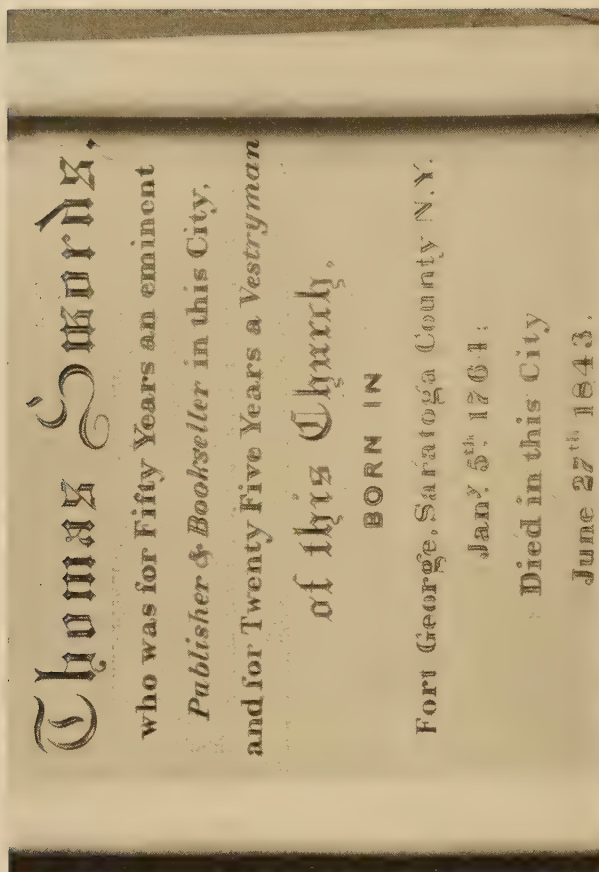 Thomas Swords,
who was for Fifty Years an eminent
Publisher & Bookseller in this City,
and for Twenty Five Years a Vestryman
of this Church,
BORN IN
Fort George, Saratoga County N.Y.
Janʸ 5ᵗʰ 1764;
Died in this City
June 27ᵗʰ 1843.